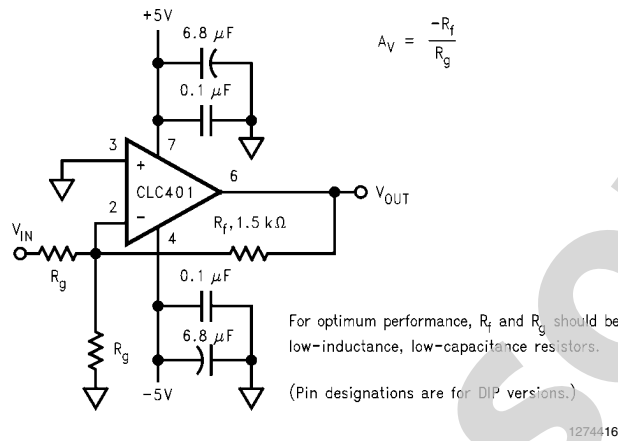 +5V
6.8 μF
0.1 μF
A_V = -R_f / R_g
3
7
+
CLC401
6
V_OUT
2
-
4
R_f, 1.5 kΩ
V_IN
R_g
0.1 μF
6.8 μF
R_g
-5V
For optimum performance, R_f and R_g should be
low-inductance, low-capacitance resistors.
(Pin designations are for DIP versions.)
1274416